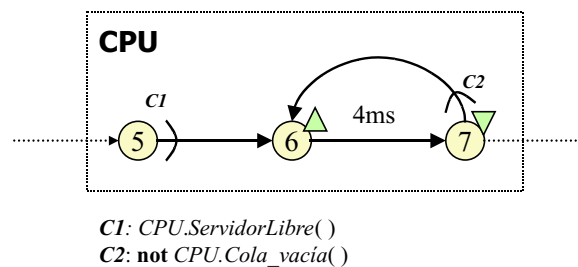 CPU
C1
C2
4ms
5
6
7
C1: CPU.ServidorLibre( )
C2: not CPU.Cola_vacía( )